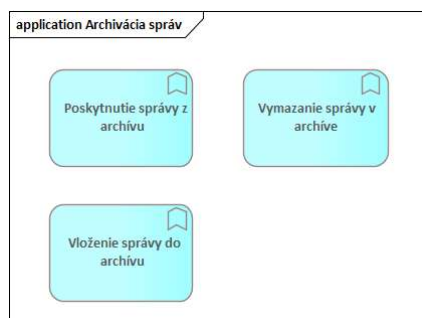 application Archivácia správ
Poskytnutie správy z
archívu
Vymazanie správy v
archíve
Vloženie správy do
archívu